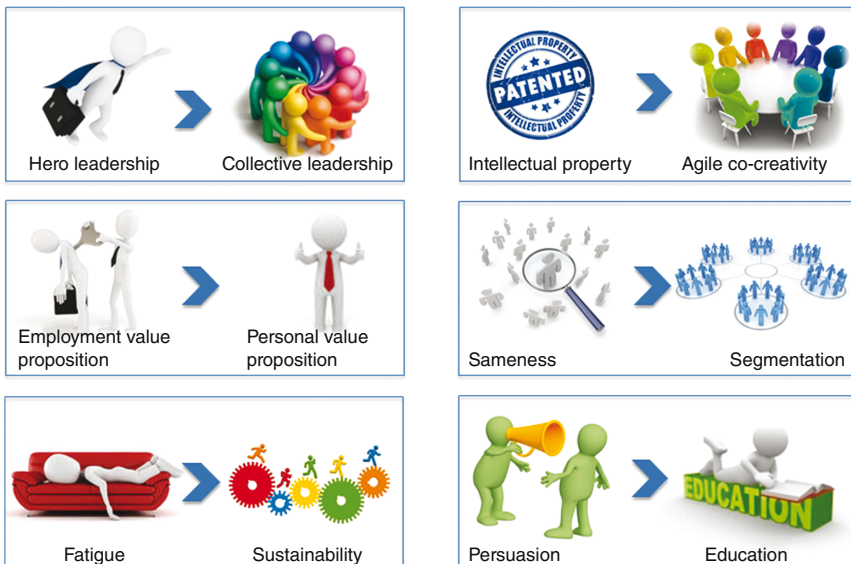 Hero leadership
Collective leadership
INTELLECTUAL PROPERTY
PATENTED
INTELLECTUAL PROPERTY
Intellectual property
Agile co-creativity
Employment value
proposition
Personal value
proposition
Sameness
Segmentation
Fatigue
Sustainability
Persuasion
EDUCATION
Education